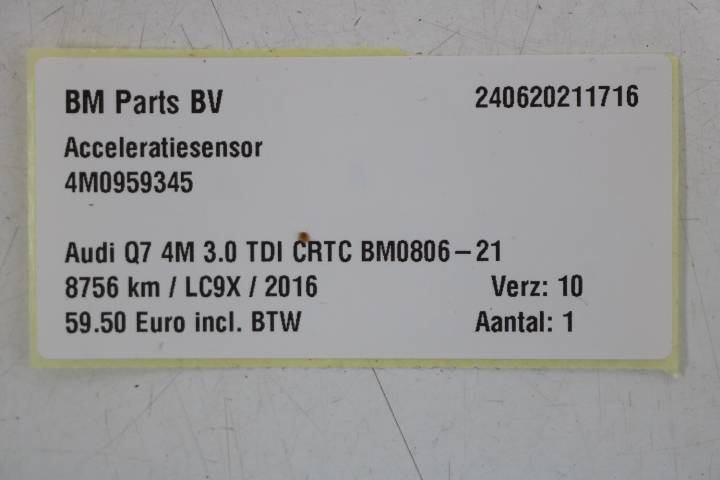 BM Parts BV 240620211716
Acceleratiesensor
4M0959345
Audi Q7 4M 3.0 TDI CRTC BM0806-21
8756 km / LC9X / 2016 Verz: 10
59.50 Euro incl. BTW Aantal: 1